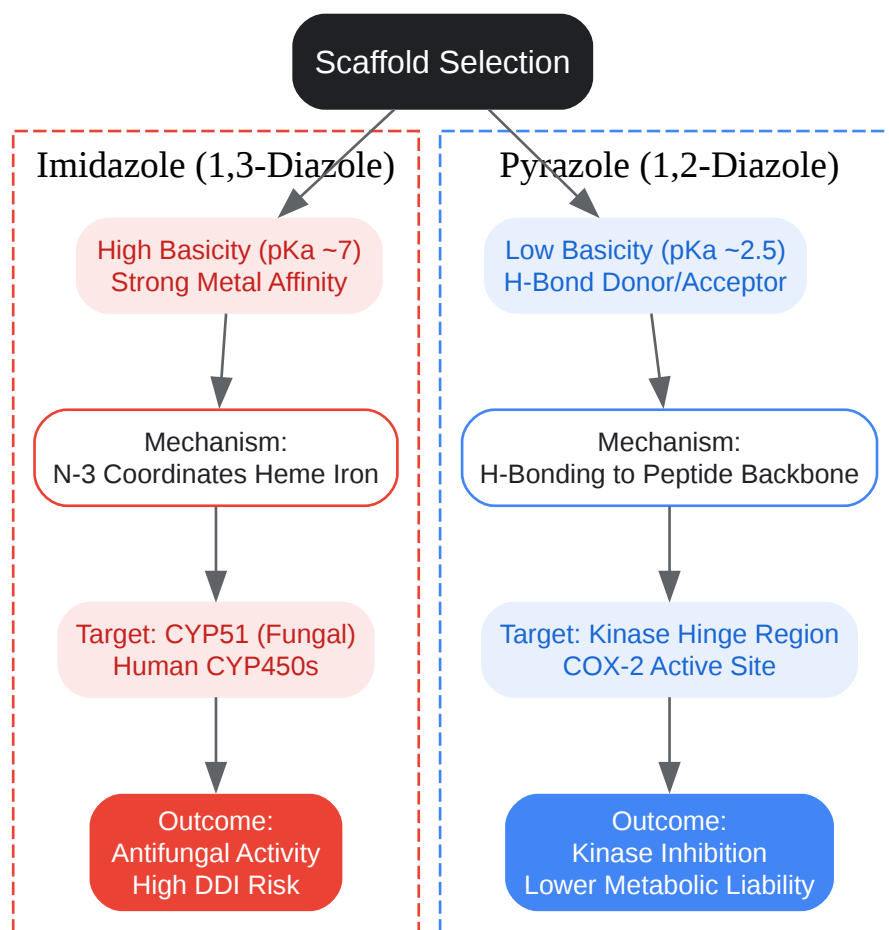 Scaffold Selection
Imidazole (1,3-Diazole)
High Basicity (pKa ~7)
Strong Metal Affinity
Mechanism:
N-3 Coordinates Heme Iron
Target: CYP51 (Fungal)
Human CYP450s
Outcome:
Antifungal Activity
High DDI Risk
Pyrazole (1,2-Diazole)
Low Basicity (pKa ~2.5)
H-Bond Donor/Acceptor
Mechanism:
H-Bonding to Peptide Backbone
Target: Kinase Hinge Region
COX-2 Active Site
Outcome:
Kinase Inhibition
Lower Metabolic Liability